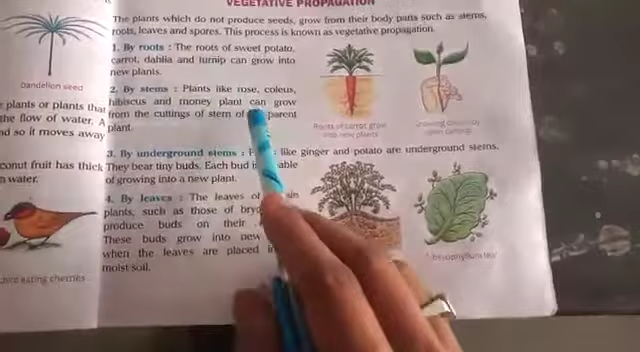 VEGETATIVE PROPAGATION
The plants which do not produce seeds, grow from their body parts such as stems,
roots, leaves and spores. This process is known as vegetative propagation.
1. By roots : The roots of sweet potato,
carrot, dahlia and turnip can grow into
new plants.
2. By stems : Plants like rose, coleus,
hibiscus and money plant can grow
from the cuttings of stem of parent
plant.
3. By underground stems : like ginger and potato are underground stems.
They bear tiny buds. Each bud is able
of growing into a new plant.
4. By leaves : The leaves of
plants, such as those of
produce buds on their
These buds grow into new
when the leaves are placed in
moist soil.
Roots of carrot grow
into new plants
Bryophyllum leaf
Dandelion seed
plants or plants that
the flow of water. A
nd so it moves away
conut fruit has thick
n water.
bird eating cherries